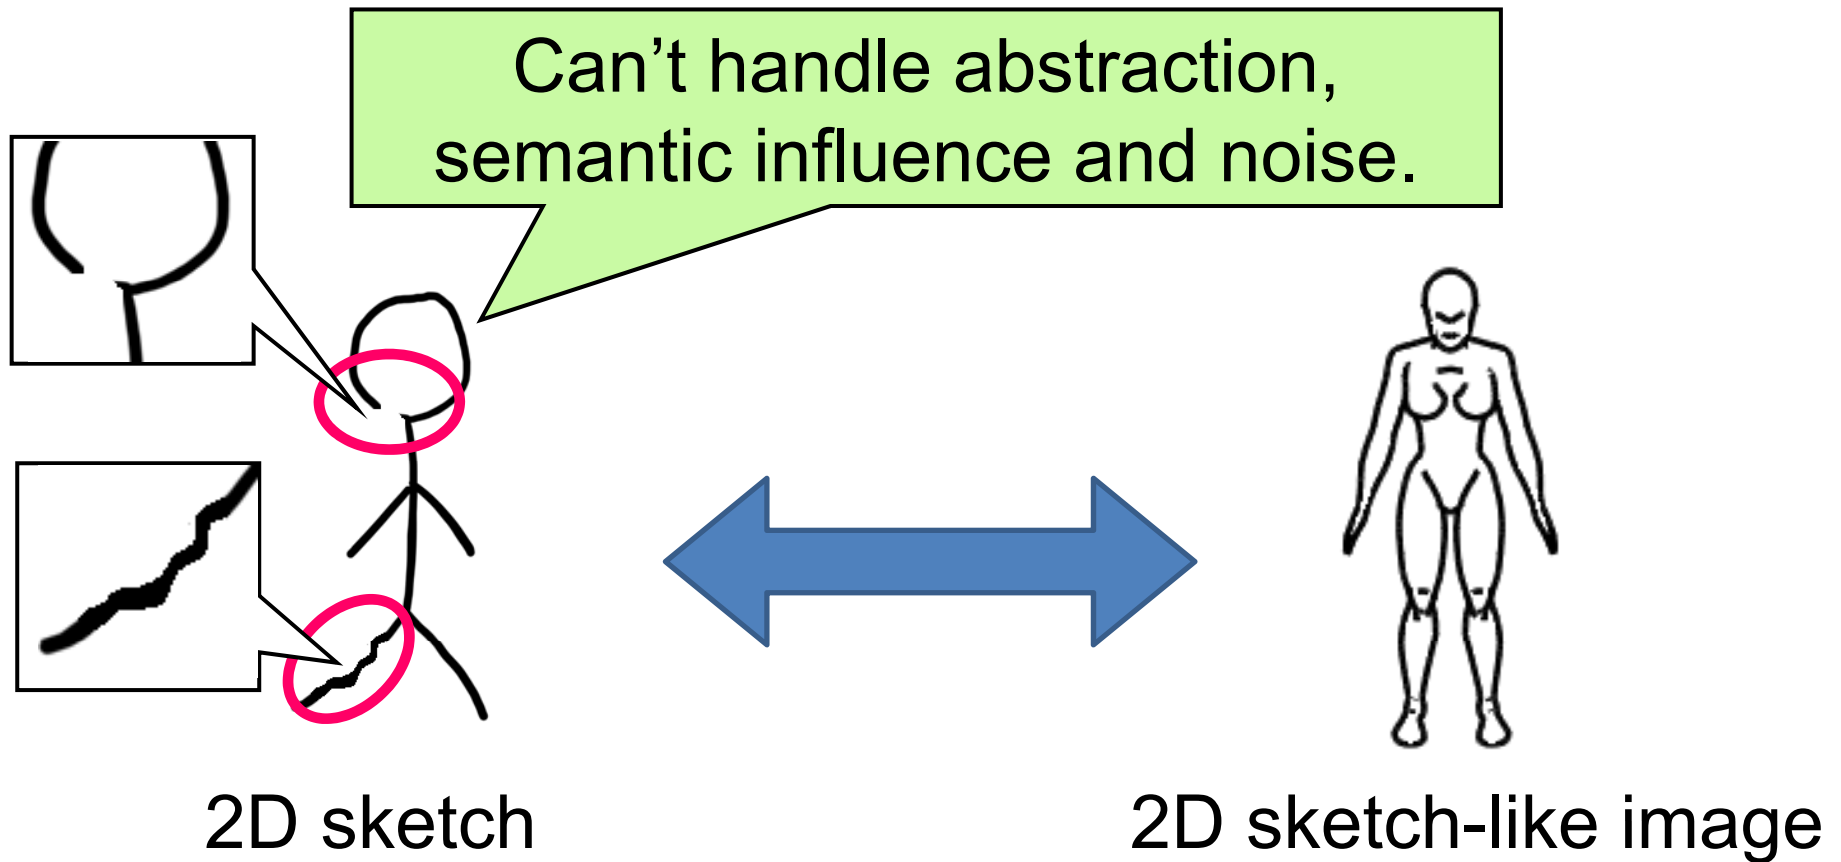 Can’t handle abstraction,
semantic influence and noise.
2D sketch
2D sketch-like image